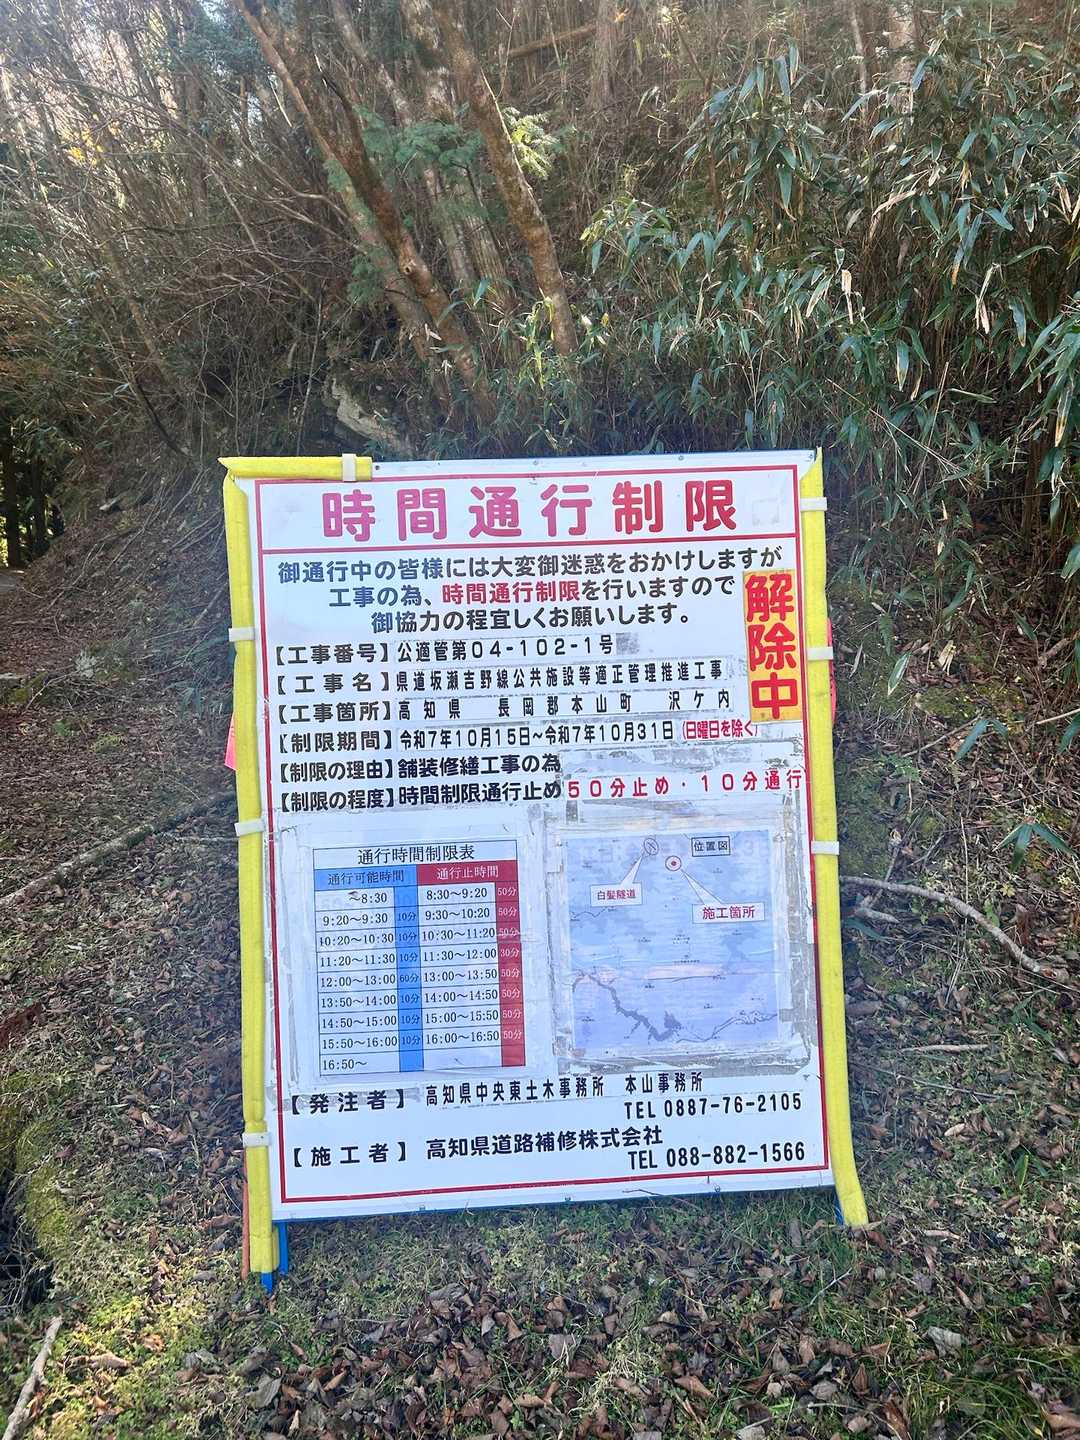 時間通行制限
御通行中の皆様には大変御迷惑をおかけしますが
工事の為、時間通行制限を行いますので
御協力の程宜しくお願いします。
解除中
【工事番号】公適管第04-102-1号
【工事名】県道坂瀬吉野線公共施設等適正管理推進工事
【工事箇所】高知県 長岡郡本山町 沢ケ内
【制限期間】令和7年10月15日~令和7年10月31日(日曜日を除く)
【制限の理由】舗装修繕工事の為
【制限の程度】時間制限通行止め50分止め・10分通行
通行時間制限表
通行可能時間 通行止時間
～8:30 8:30～9:20 50分
9:20～9:30 10分 9:30～10:20 50分
10:20～10:30 10分 10:30～11:20 50分
11:20～11:30 10分 11:30～12:00 30分
12:00～13:00 60分 13:00～13:50 50分
13:50～14:00 10分 14:00～14:50 50分
14:50～15:00 10分 15:00～15:50 50分
15:50～16:00 10分 16:00～16:50 50分
16:50～
位置図
白髪隧道
施工箇所
【発注者】高知県中央東土木事務所 本山事務所
TEL 0887-76-2105
【施工者】高知県道路補修株式会社
TEL 088-882-1566